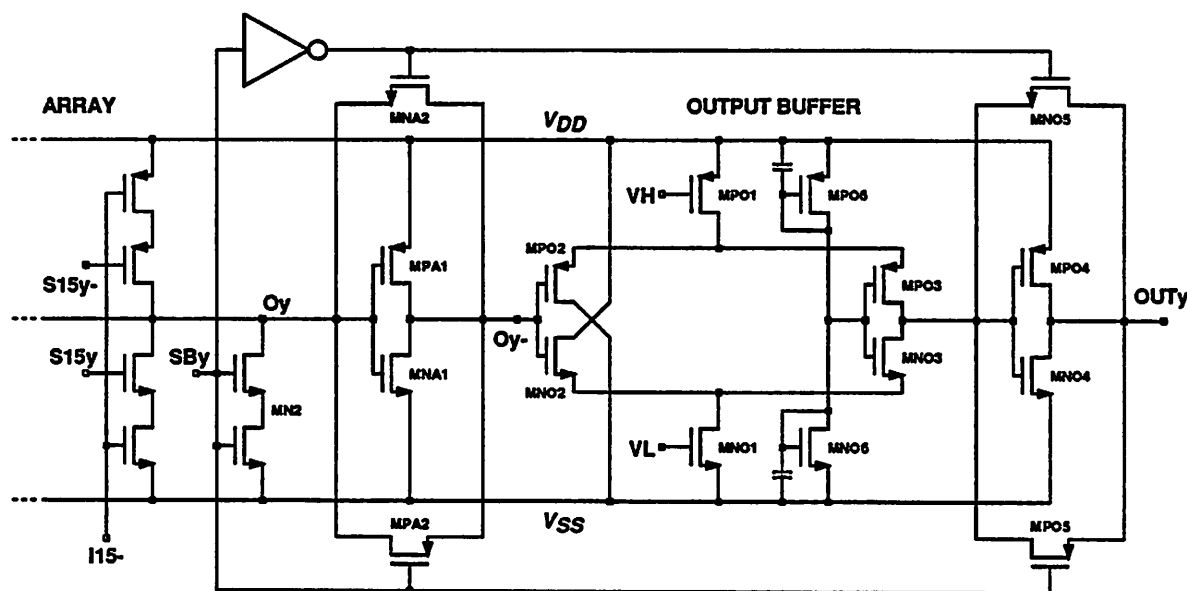 ARRAY
MNA2
VDD
OUTPUT BUFFER
MNO5
VH
MPO1
MPO6
S15y-
MPA1
MPO2
MPO3
MPO4
OUTy
Oy
Oy-
S15y
SBy
MN2
MNA1
MNO2
MNO3
MNO4
VL
MNO1
MNO6
VSS
MPA2
MPO5
I15-